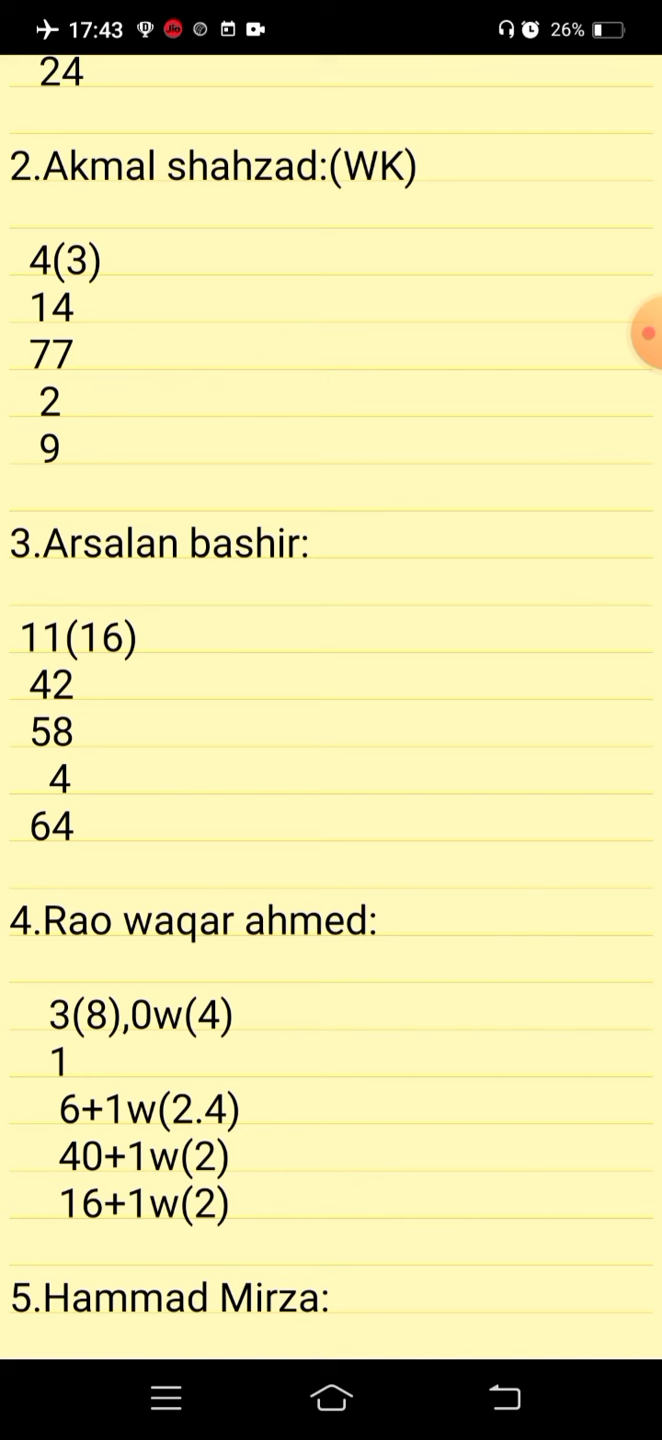 17:43
Jio
26%
24
2.Akmal shahzad:(WK)
4(3)
14
77
2
9
3.Arsalan bashir:
11(16)
42
58
4
64
4.Rao waqar ahmed:
3(8),0w(4)
1
6+1w(2.4)
40+1w(2)
16+1w(2)
5.Hammad Mirza: